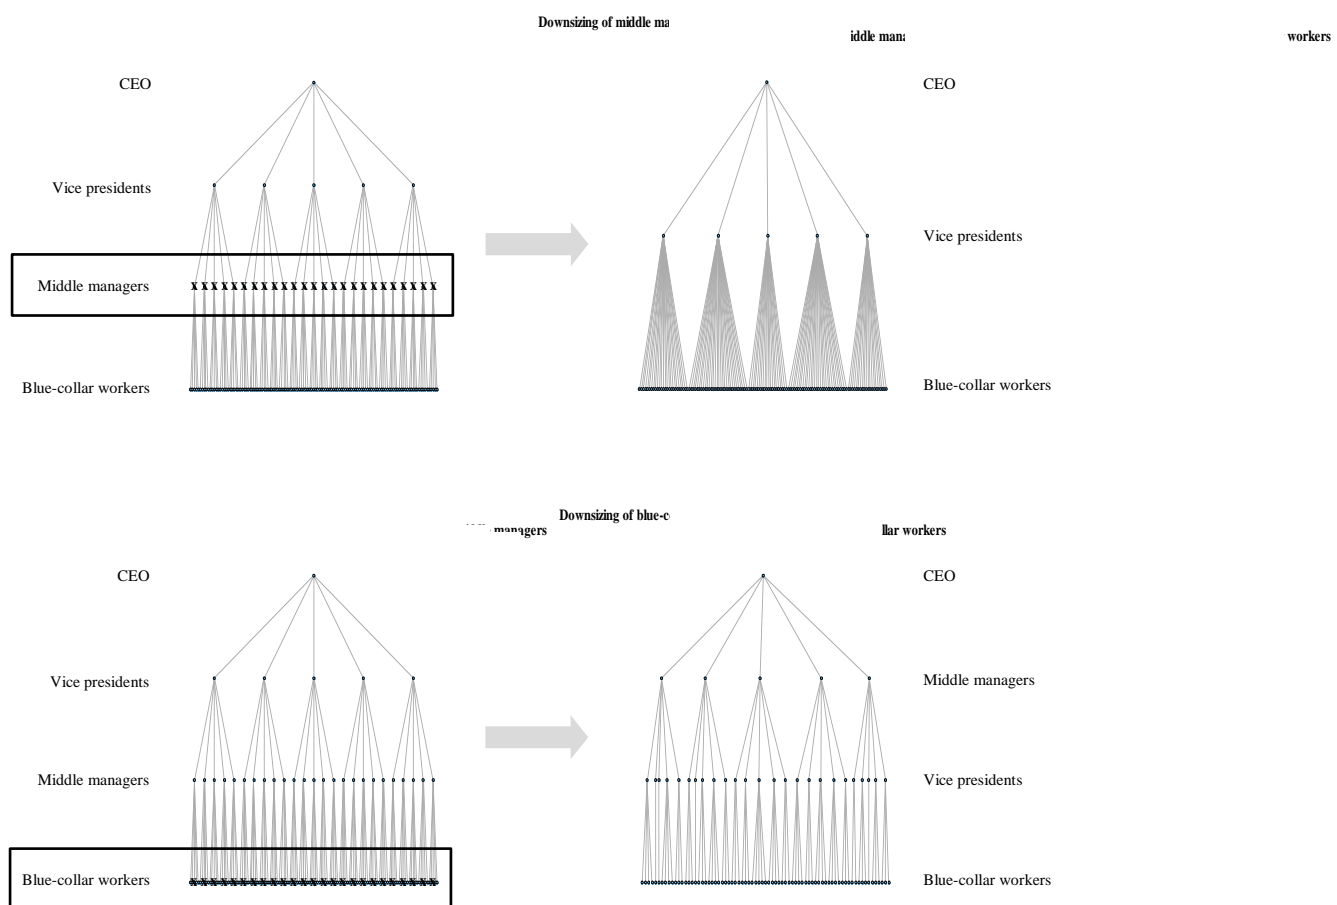 Downsizing of middle ma
iddle mana
workers
CEO
CEO
Vice presidents
Vice presidents
Middle managers
Blue-collar workers
Blue-collar workers
Downsizing of blue-c
managers
llar workers
CEO
CEO
Vice presidents
Middle managers
Middle managers
Vice presidents
Blue-collar workers
Blue-collar workers